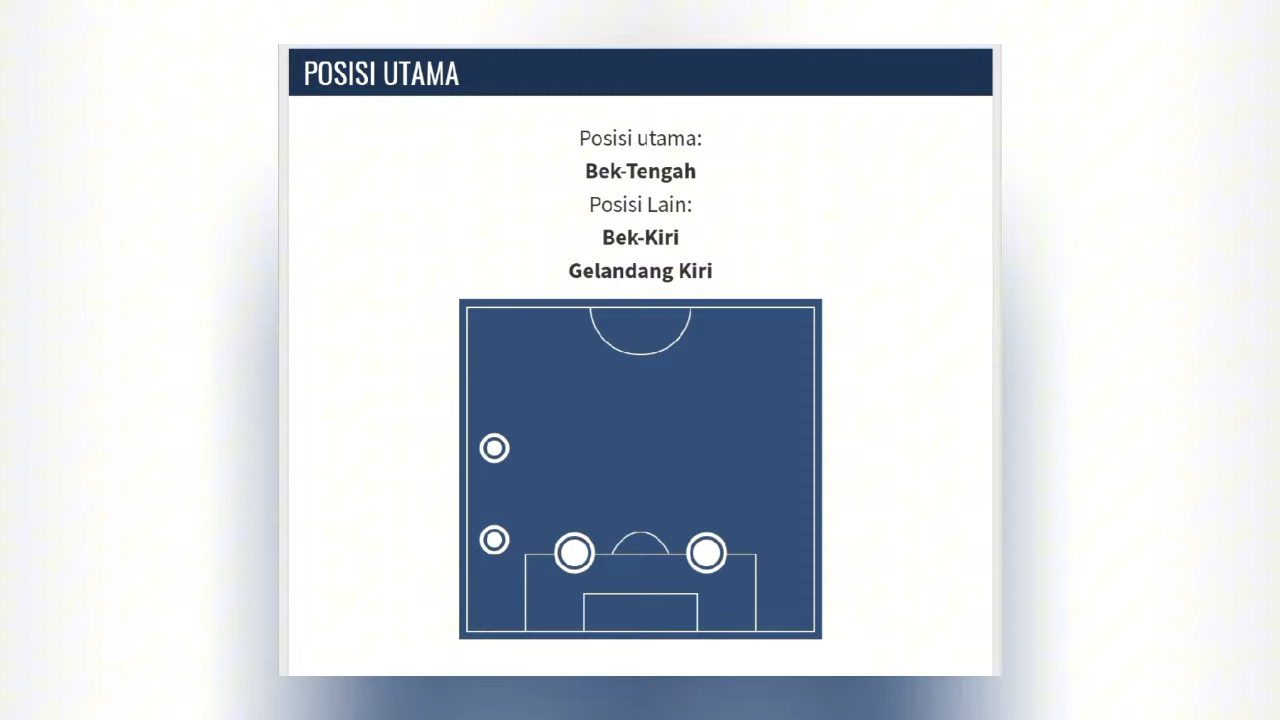 POSISI UTAMA
Posisi utama:
Bek-Tengah
Posisi Lain:
Bek-Kiri
Gelandang Kiri